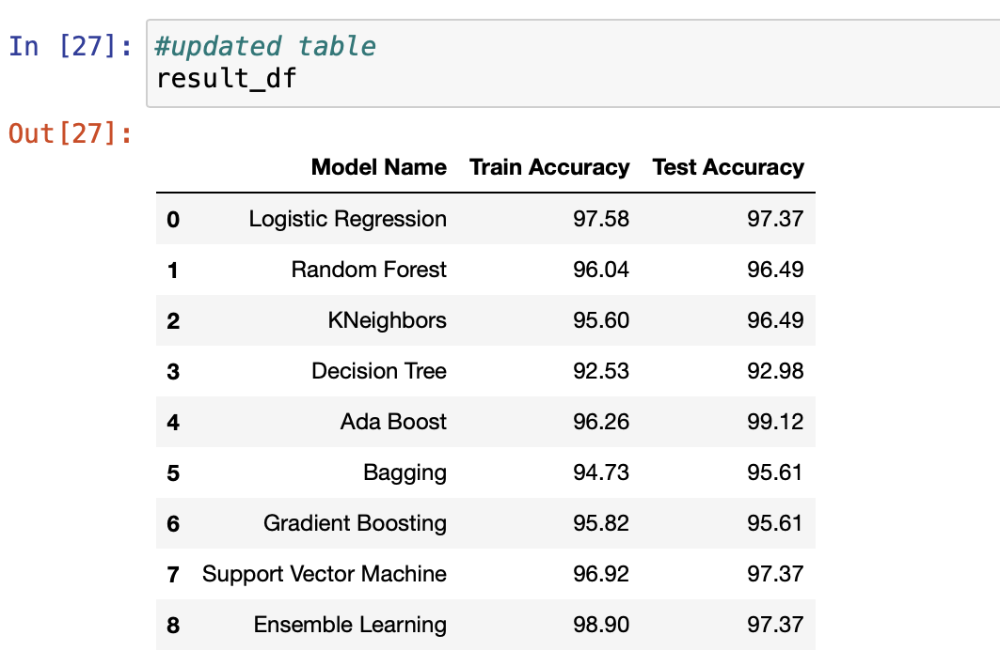 In [27]: #updated table
result_df
Out[27]:
Model Name Train Accuracy Test Accuracy
0 Logistic Regression 97.58 97.37
1 Random Forest 96.04 96.49
2 KNeighbors 95.60 96.49
3 Decision Tree 92.53 92.98
4 Ada Boost 96.26 99.12
5 Bagging 94.73 95.61
6 Gradient Boosting 95.82 95.61
7 Support Vector Machine 96.92 97.37
8 Ensemble Learning 98.90 97.37